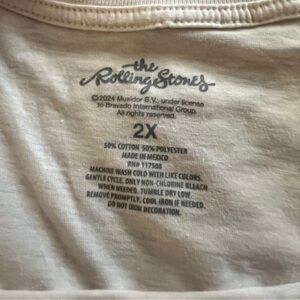 the
Rolling Stones
©2024 Musidor B.V., under license
to Bravado International Group.
All rights reserved.
2X
50% COTTON 50% POLYESTER
MADE IN MEXICO
RN# 117508
MACHINE WASH COLD WITH LIKE COLORS.
GENTLE CYCLE. ONLY NON-CHLORINE BLEACH
WHEN NEEDED. TUMBLE DRY LOW.
REMOVE PROMPTLY. COOL IRON IF NEEDED.
DO NOT IRON DECORATION.